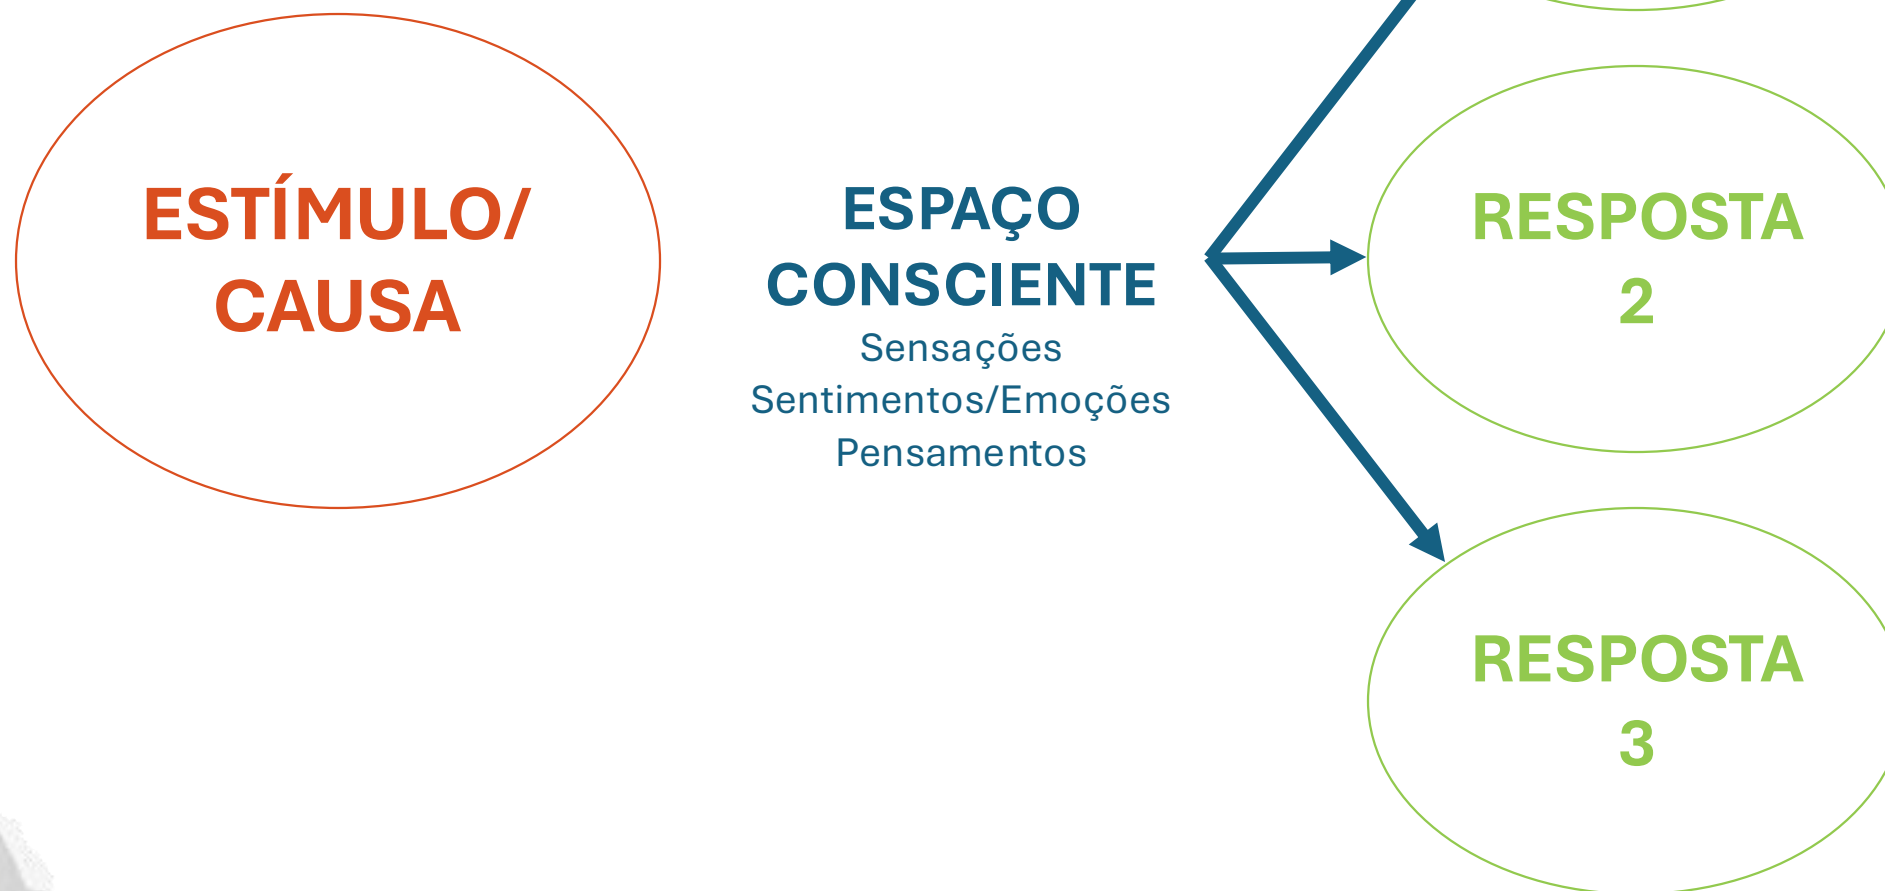 ESTÍMULO/
CAUSA
ESPAÇO
CONSCIENTE
Sensações
Sentimentos/Emoções
Pensamentos
RESPOSTA
2
RESPOSTA
3